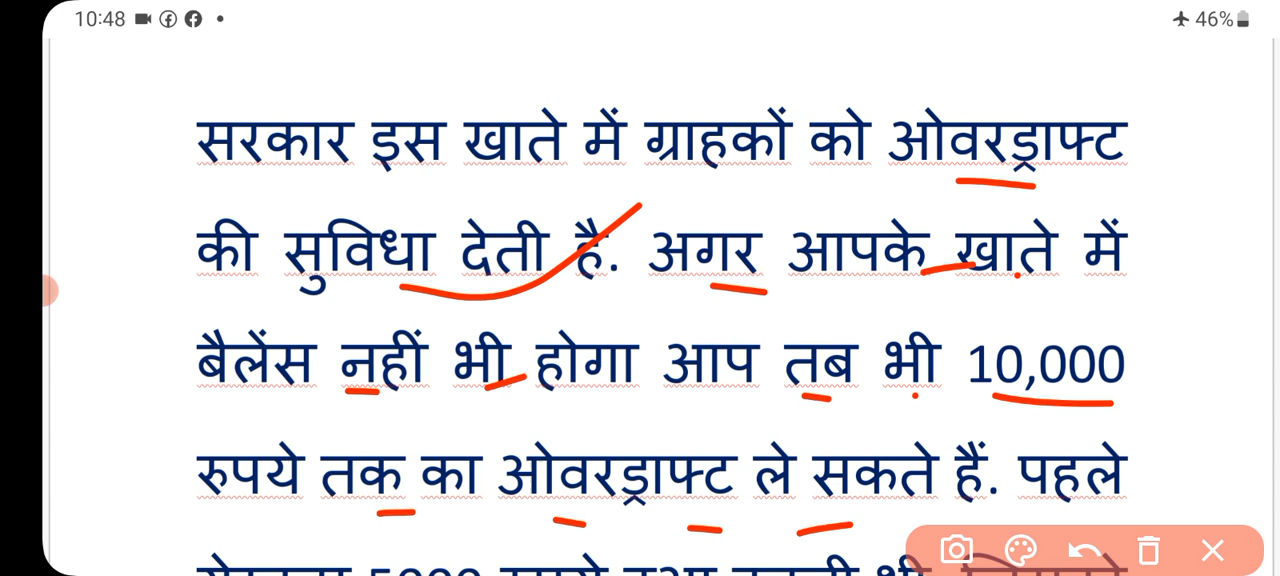 10:48
46%
सरकार इस खाते में ग्राहकों को ओवरड्राफ्ट
की सुविधा देती है. अगर आपके खाते में
बैलेंस नहीं भी होगा आप तब भी 10,000
रुपये तक का ओवरड्राफ्ट ले सकते हैं. पहले